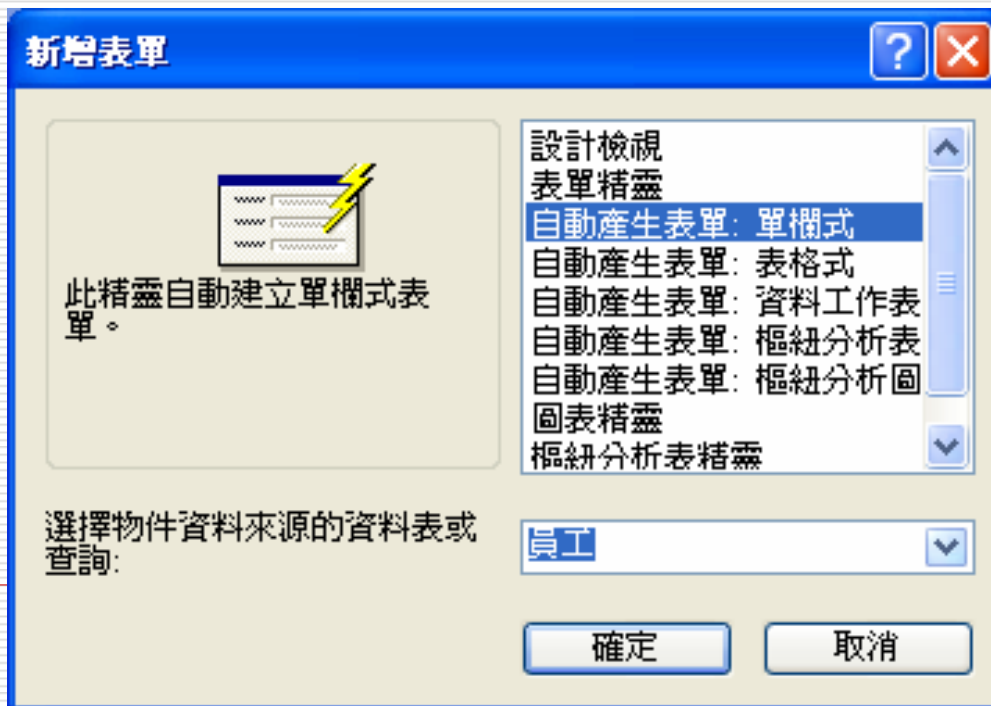 新增表單
此精靈自動建立單欄式表
單。
設計檢視
表單精靈
自動產生表單: 單欄式
自動產生表單: 表格式
自動產生表單: 資料工作表
自動產生表單: 樞紐分析表
自動產生表單: 樞紐分析圖
圖表精靈
樞紐分析表精靈
選擇物件資料來源的資料表或
查詢:
員工
確定
取消